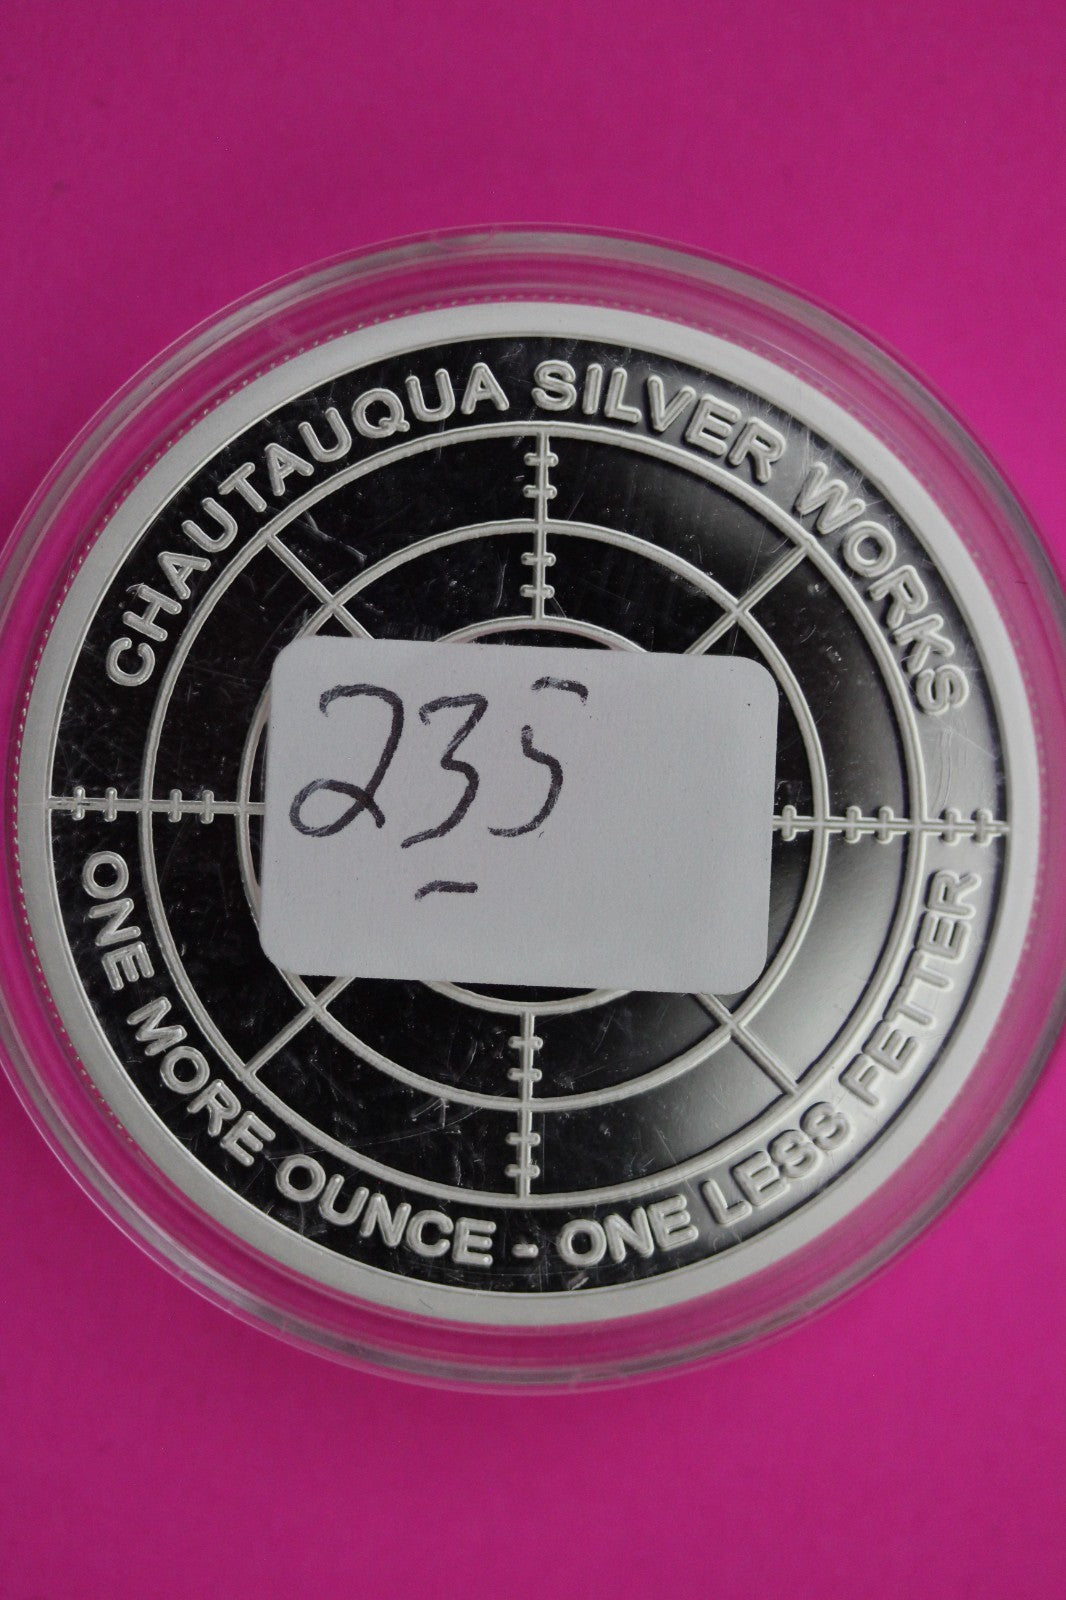 CHAUTAUQUA SILVER WORKS
235
ONE MORE OUNCE - ONE LESS FETTER